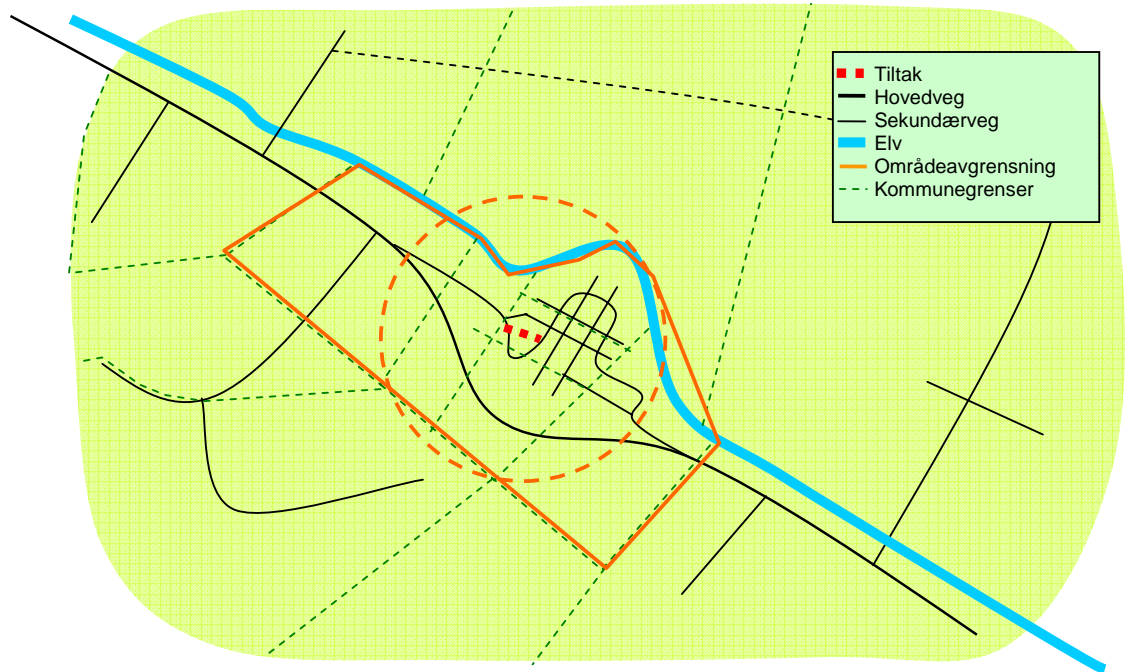 Tiltak
Hovedveg
Sekundærveg
Elv
Områdeavgrensning
Kommunegrenser